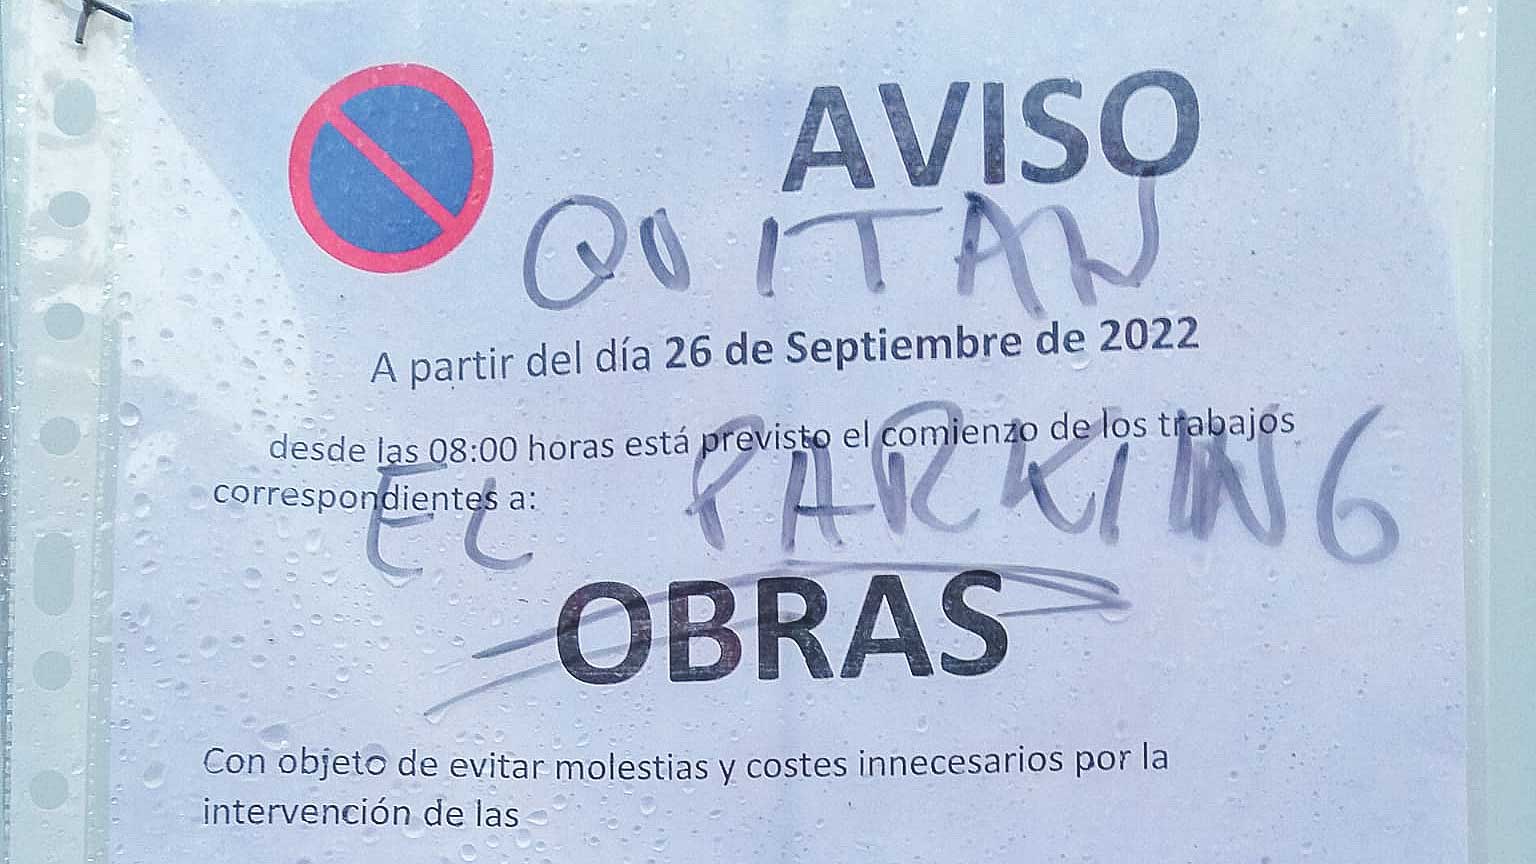 AVISO
QUITAN
A partir del día 26 de Septiembre de 2022
desde las 08:00 horas está previsto el comienzo de los trabajos
correspondientes a:
EL PARKING
OBRAS
Con objeto de evitar molestias y costes innecesarios por la
intervención de las